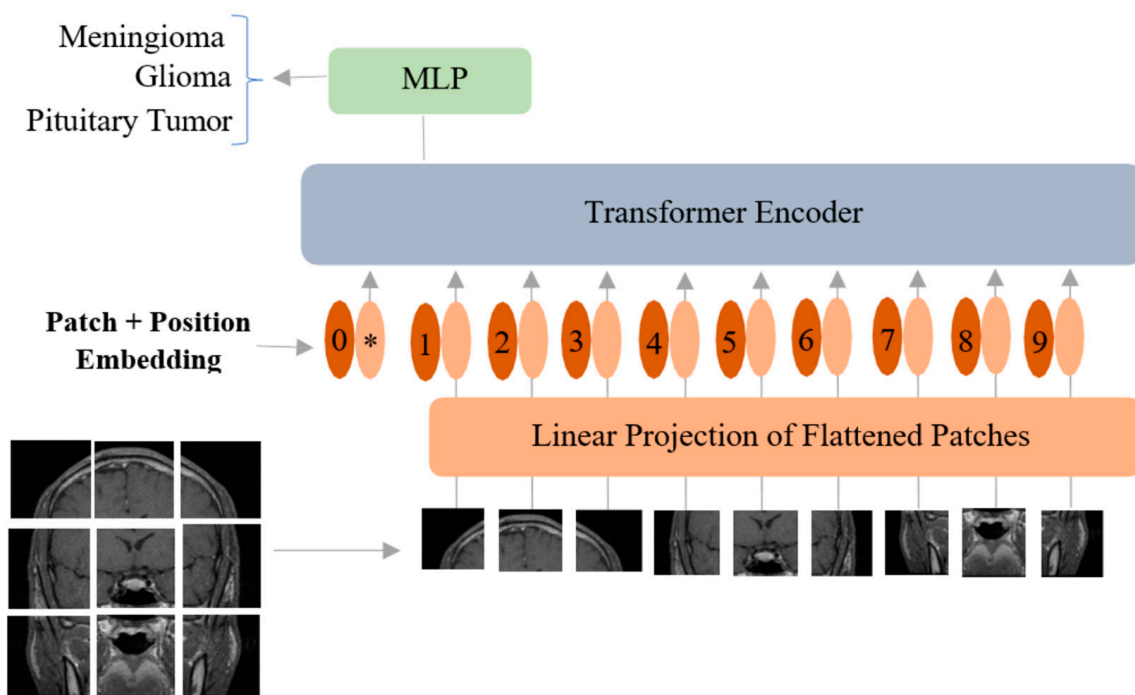 Meningioma
Glioma
Pituitary Tumor
MLP
Transformer Encoder
Patch + Position
Embedding
0 * 1 2 3 4 5 6 7 8 9
Linear Projection of Flattened Patches